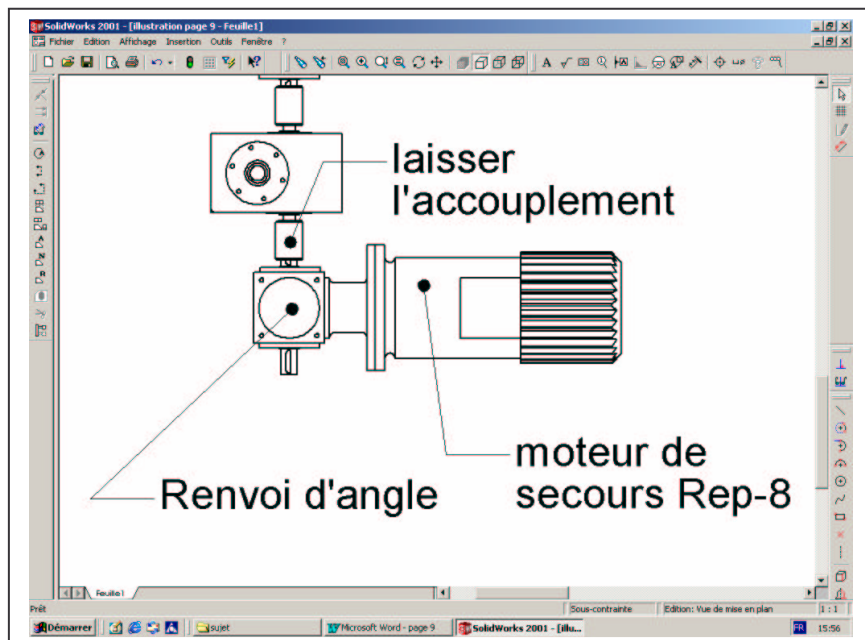 SolidWorks 2001 - [illustration page 9 - Feuille1]
Fichier Edition Affichage Insertion Outils Fenêtre ?
laisser
l'accouplement
moteur de
secours Rep-8
Renvoi d'angle
Feuille1
Prêt
Sous-contrainte
Edition: Vue de mise en plan
1 : 1
Démarrer
sujet
Microsoft Word - page 9
SolidWorks 2001 - [illu...
FR
15:56